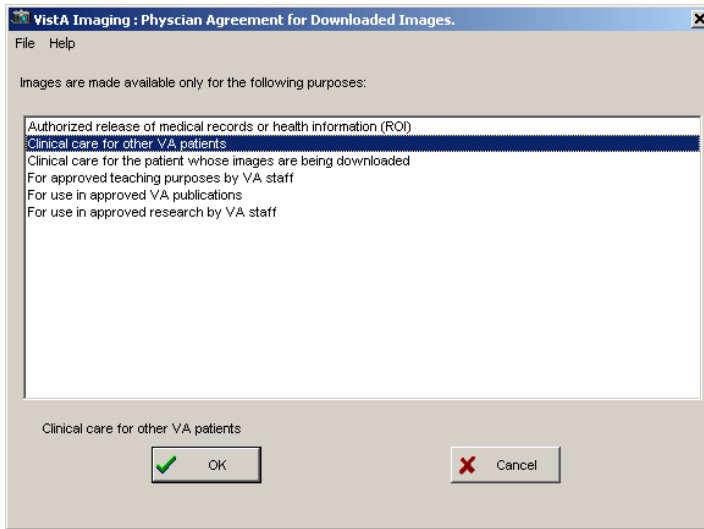 VistA Imaging : Physcian Agreement for Downloaded Images.
File Help
Images are made available only for the following purposes:
Authorized release of medical records or health information (ROI)
Clinical care for other VA patients
Clinical care for the patient whose images are being downloaded
For approved teaching purposes by VA staff
For use in approved VA publications
For use in approved research by VA staff
Clinical care for other VA patients
OK Cancel